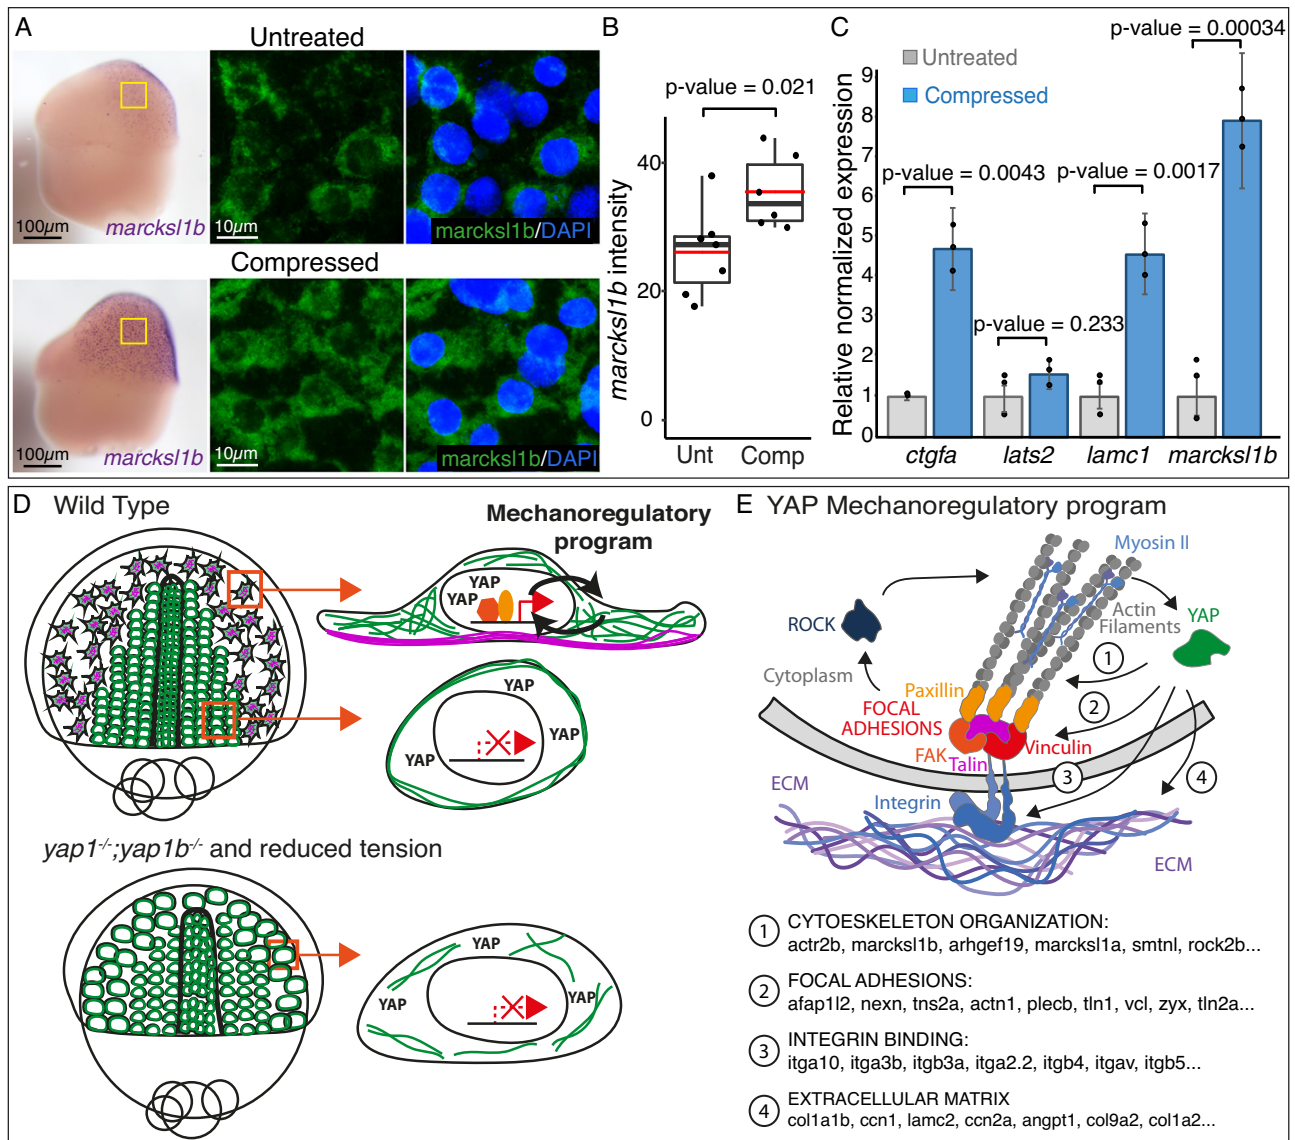 A
Untreated
100µm
marcksl1b
10µm
marcksl1b/DAPI
Compressed
100µm
marcksl1b
10µm
marcksl1b/DAPI
B
p-value = 0.021
marcksl1b intensity
40
20
0
Unt
Comp
C
Untreated
Compressed
p-value = 0.00034
p-value = 0.0043
p-value = 0.0017
p-value = 0.233
Relative normalized expression
9
8
7
6
5
4
3
2
1
0
ctgfa
lats2
lamc1
marcksl1b
D
Wild Type
Mechanoregulatory
program
YAP
YAP
YAP
YAP
YAP
yap1-/-;yap1b-/- and reduced tension
YAP
YAP
YAP
E
YAP Mechanoregulatory program
Myosin II
ROCK
Actin
Filaments
YAP
1
Cytoplasm
Paxillin
2
FOCAL
ADHESIONS
FAK
Talin
Vinculin
3
4
ECM
Integrin
ECM
1 CYTOESKELETON ORGANIZATION:
actr2b, marcksl1b, arhgef19, marcksl1a, smtnl, rock2b...
2 FOCAL ADHESIONS:
afap1l2, nexn, tns2a, actn1, plecb, tln1, vcl, zyx, tln2a...
3 INTEGRIN BINDING:
itga10, itga3b, itgb3a, itga2.2, itgb4, itgav, itgb5...
4 EXTRACELLULAR MATRIX
col1a1b, ccn1, lamc2, ccn2a, angpt1, col9a2, col1a2...